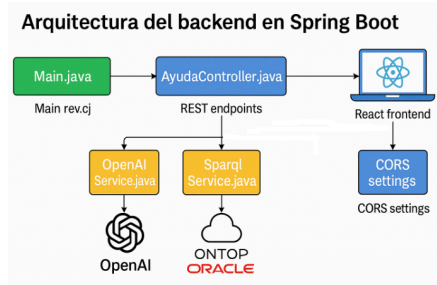 Arquitectura del backend en Spring Boot
Main.java
AyudaController.java
Main rev.cj
REST endpoints
React frontend
OpenAI
Service.java
Sparql
Service.java
CORS
settings
CORS settings
OpenAI
ONTOP
ORACLE